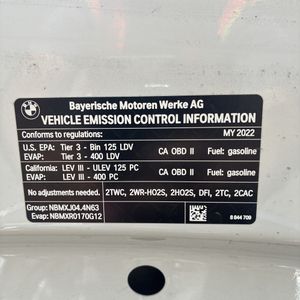 BMW
Bayerische Motoren Werke AG
VEHICLE EMISSION CONTROL INFORMATION
Conforms to regulations: MY 2022
U.S. EPA: Tier 3 - Bin 125 LDV CA OBD II Fuel: gasoline
EVAP: Tier 3 - 400 LDV
California: LEV III - ULEV 125 PC CA OBD II Fuel: gasoline
EVAP: LEV III - 400 PC
No adjustments needed. 2TWC, 2WR-HO2S, 2HO2S, DFI, 2TC, 2CAC
Group: NBMXJ04.4N63
Evap: NBMXR0170G12 8 844 709